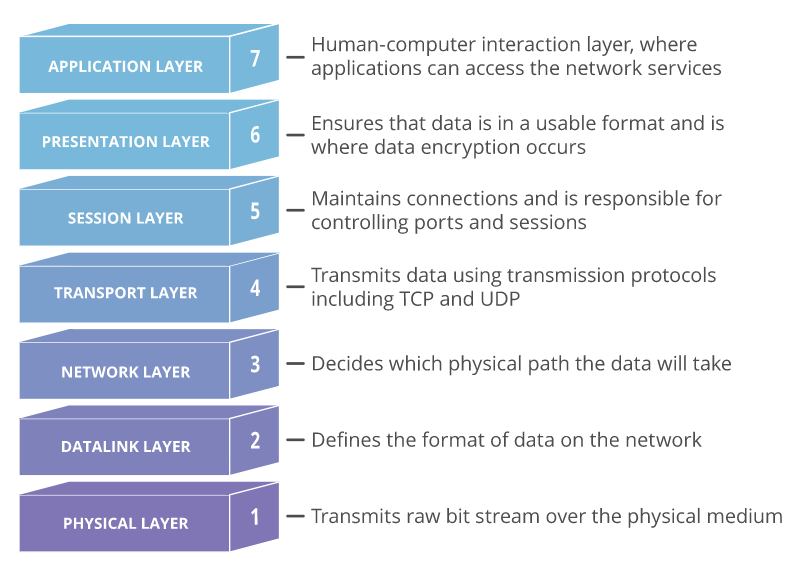 APPLICATION LAYER
7
Human-computer interaction layer, where
applications can access the network services
PRESENTATION LAYER
6
Ensures that data is in a usable format and is
where data encryption occurs
SESSION LAYER
5
Maintains connections and is responsible for
controlling ports and sessions
TRANSPORT LAYER
4
Transmits data using transmission protocols
including TCP and UDP
NETWORK LAYER
3
Decides which physical path the data will take
DATALINK LAYER
2
Defines the format of data on the network
PHYSICAL LAYER
1
Transmits raw bit stream over the physical medium